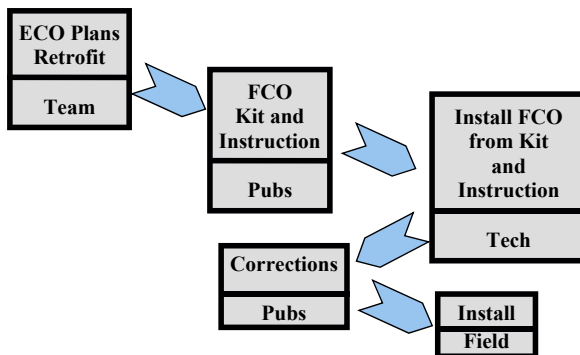 ECO Plans
Retrofit
Team
FCO
Kit and
Instruction
Pubs
Install FCO
from Kit
and
Instruction
Tech
Corrections
Pubs
Install
Field